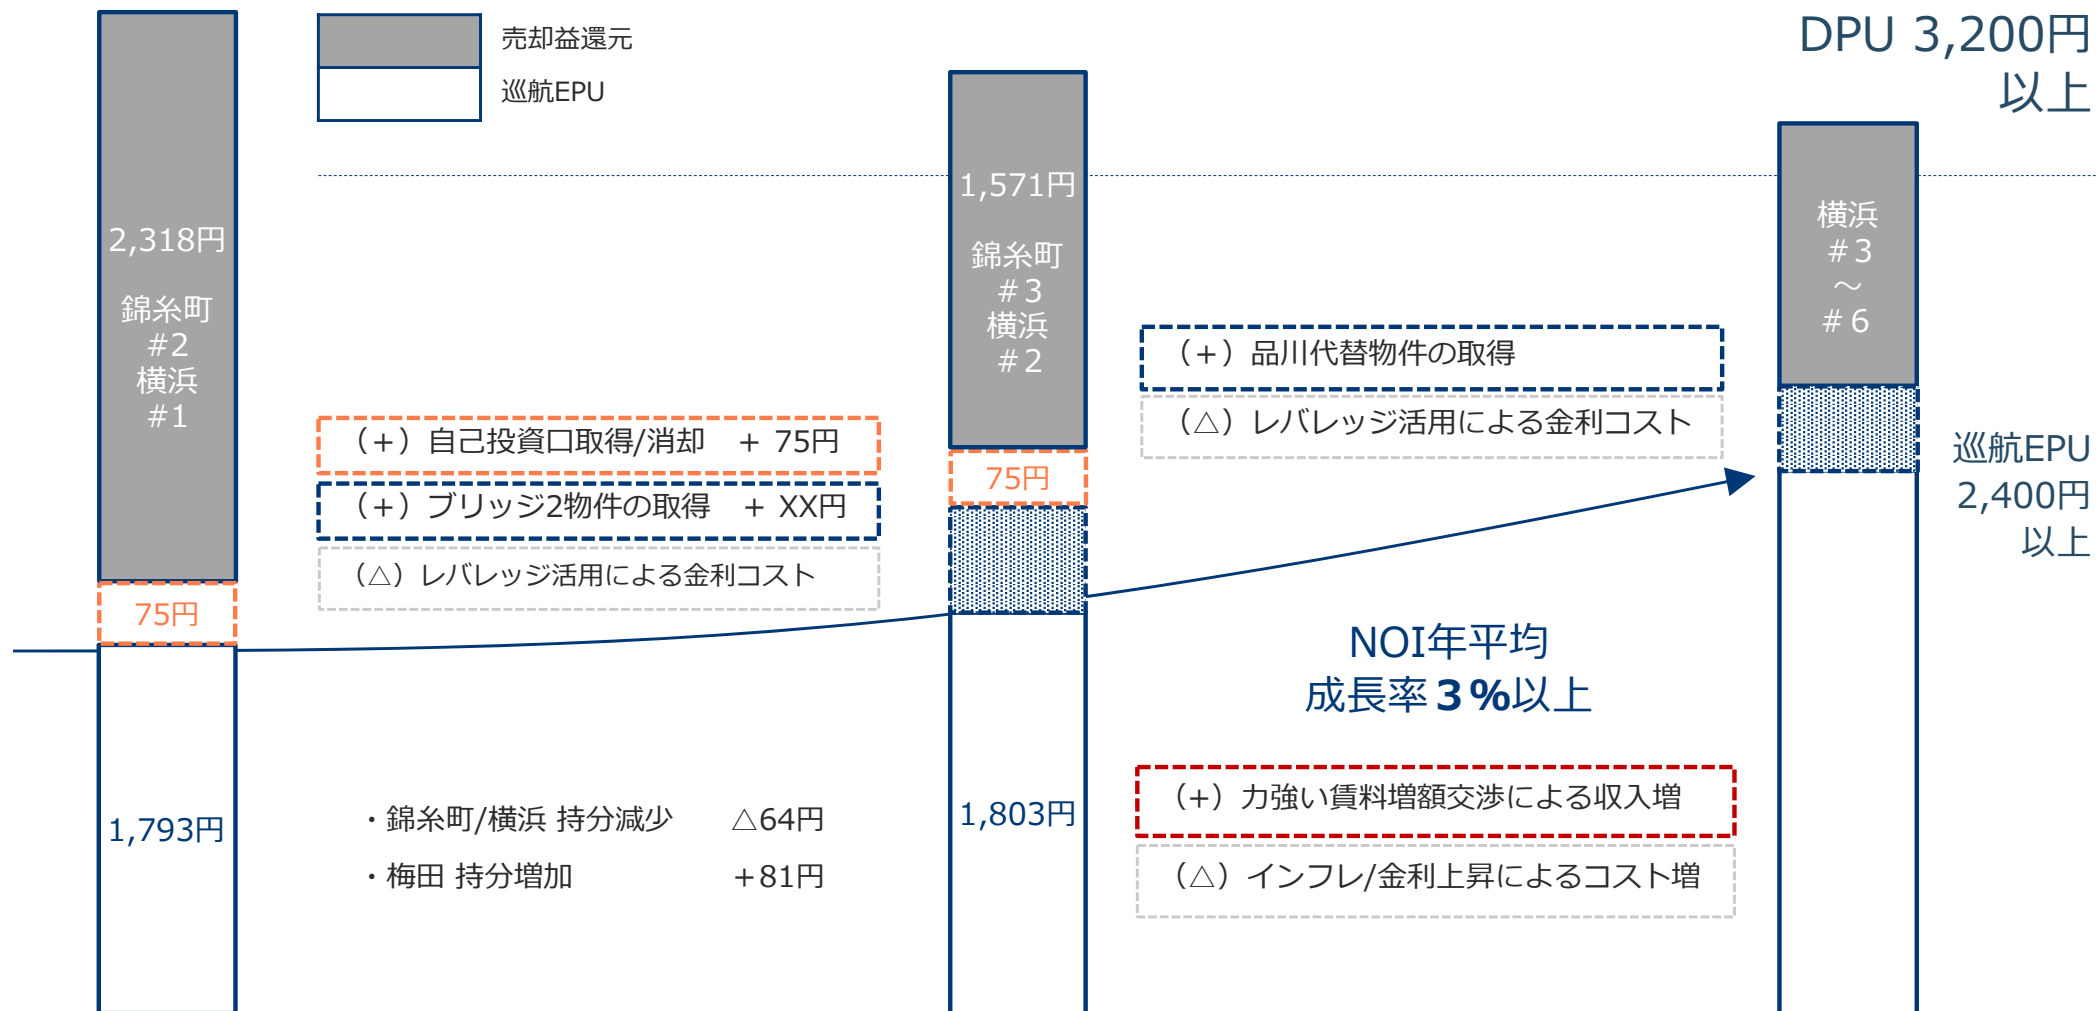 売却益還元
巡航EPU
DPU 3,200円
以上
2,318円
錦糸町
#2
横浜
#1
75円
1,793円
（+）自己投資口取得/消却　+ 75円
（+）ブリッジ2物件の取得　+ XX円
（△）レバレッジ活用による金利コスト
・錦糸町/横浜 持分減少　△64円
・梅田 持分増加　+81円
1,571円
錦糸町
＃3
横浜
＃2
75円
1,803円
（+）品川代替物件の取得
（△）レバレッジ活用による金利コスト
NOI年平均
成長率３%以上
（+）力強い賃料増額交渉による収入増
（△）インフレ/金利上昇によるコスト増
横浜
＃3
～
＃6
巡航EPU
2,400円
以上